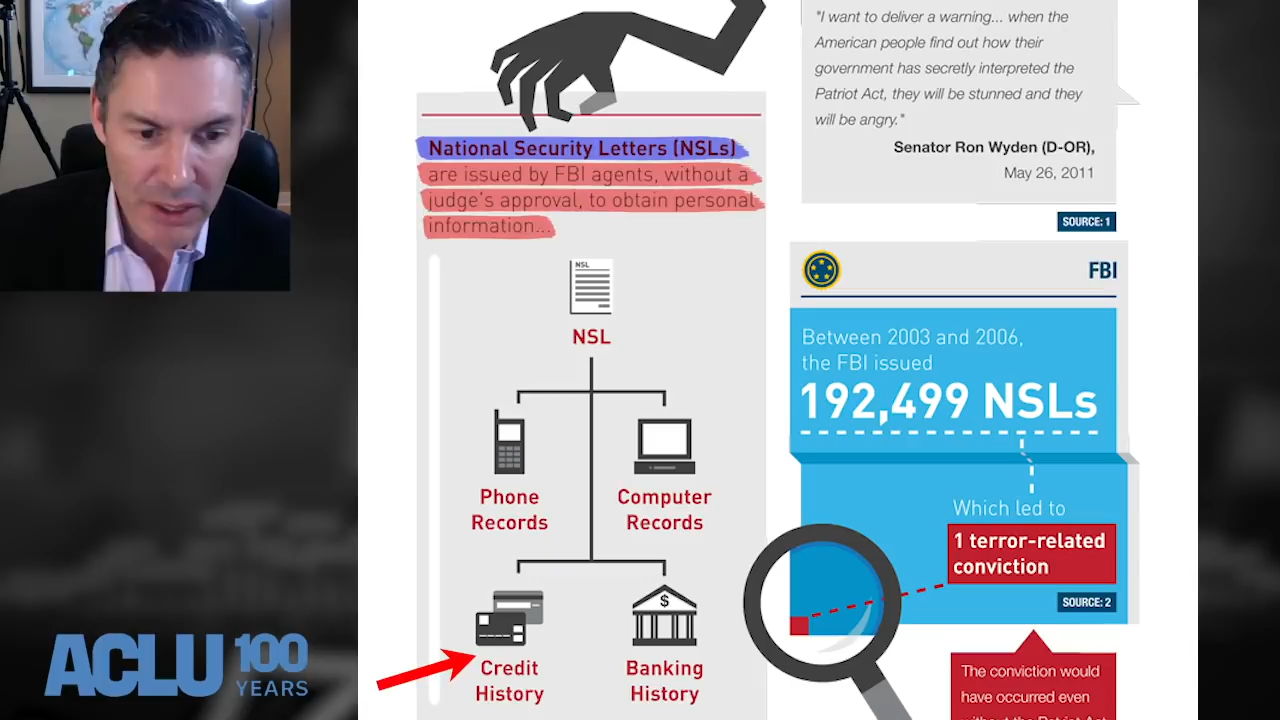 "I want to deliver a warning... when the
American people find out how their
government has secretly interpreted the
Patriot Act, they will be stunned and they
will be angry."
Senator Ron Wyden (D-OR),
May 26, 2011
SOURCE: 1
National Security Letters (NSLs)
are issued by FBI agents, without a
judge's approval, to obtain personal
information...
NSL
NSL
Phone
Records
Computer
Records
Credit
History
$
Banking
History
FBI
Between 2003 and 2006,
the FBI issued
192,499 NSLs
Which led to
1 terror-related
conviction
SOURCE: 2
The conviction would
have occurred even
without the Patriot Act
ACLU 100
YEARS